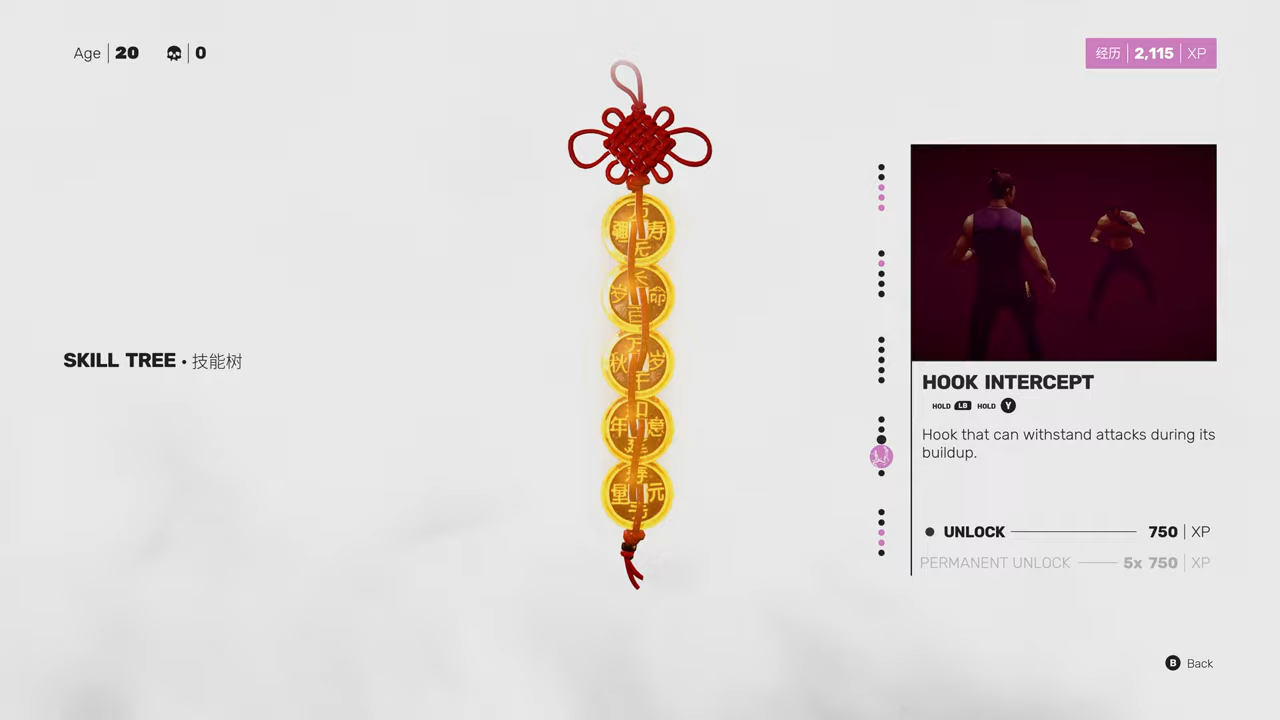 Age 20 0
经历 2,115 XP
SKILL TREE • 技能树
HOOK INTERCEPT
HOLD LB HOLD Y
Hook that can withstand attacks during its
buildup.
UNLOCK 750 XP
PERMANENT UNLOCK 5x 750 XP
B Back